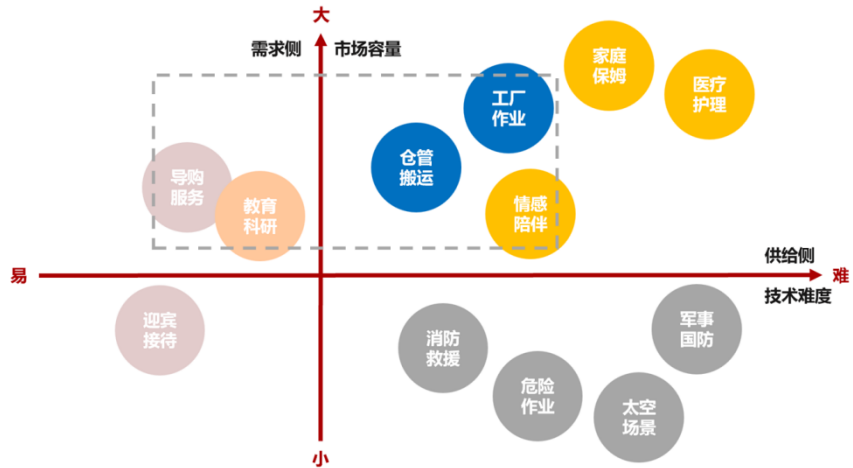 大
需求侧 市场容量
家庭
保姆
医疗
护理
工厂
作业
仓管
搬运
导购
服务
教育
科研
情感
陪伴
供给侧
易
难
技术难度
迎宾
接待
消防
救援
军事
国防
危险
作业
太空
场景
小